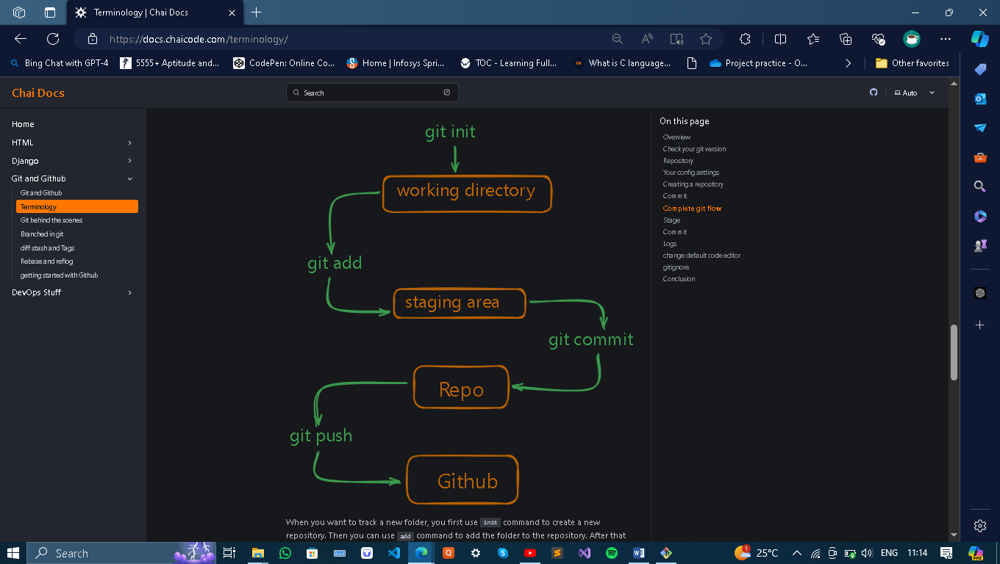 Terminology | Chai Docs
https://docs.chaicode.com/terminology/
Bing Chat with GPT-4
5555+ Aptitude and...
CodePen: Online Co...
Home | Infosys Spri...
TOC - Learning Full...
What is C language...
Project practice - O...
Other favorites
Chai Docs
Search
Auto
Home
HTML
Django
Git and Github
Git and Github
Terminology
Git behind the scenes
Branched in git
diff stash and Tags
Rebase and reflog
getting started with Github
DevOps Stuff
git init
working directory
git add
staging area
git commit
Repo
git push
Github
When you want to track a new folder, you first use init command to create a new
repository. Then you can use add command to add the folder to the repository. After that
On this page
Overview
Check your git version
Repository
Your config settings
Creating a repository
Commit
Complete git flow
Stage
Commit
Logs
change default code editor
gitignore
Conclusion
Search
1
25°C
ENG
11:14
PRE